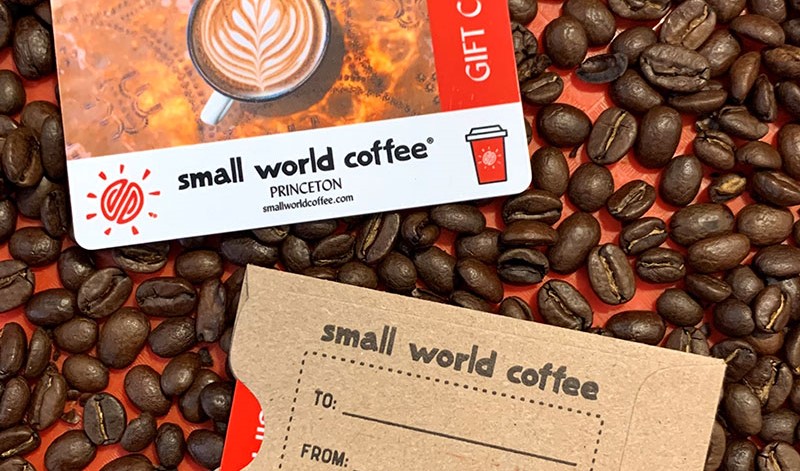 GIFT C
small world coffee®
PRINCETON
smallworldcoffee.com
small world coffee
TO:
FROM: